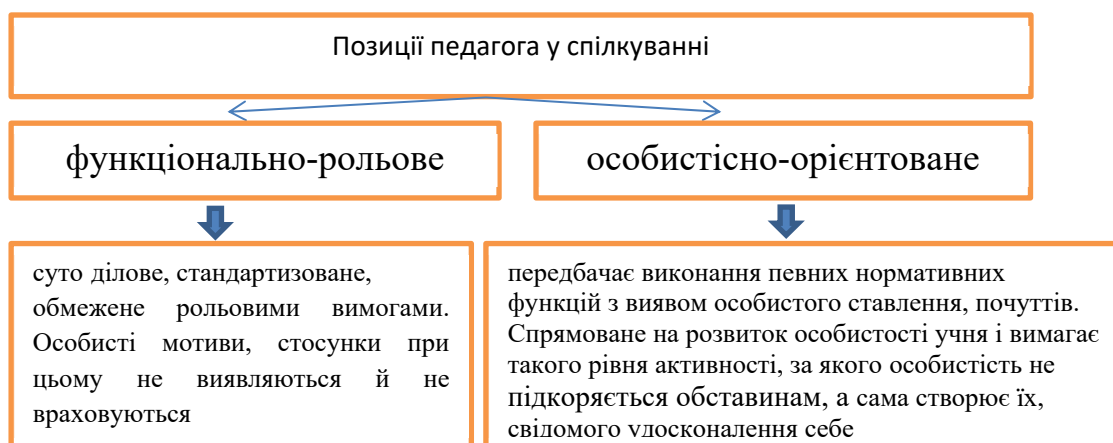 Позиції педагога у спілкуванні
функціонально-рольове
особистісно-орієнтоване
суто ділове, стандартизоване,
обмежене рольовими вимогами.
Особисті мотиви, стосунки при
цьому не виявляються й не
враховуються
передбачає виконання певних нормативних
функцій з виявом особистого ставлення, почуттів.
Спрямоване на розвиток особистості учня і вимагає
такого рівня активності, за якого особистість не
підкоряється обставинам, а сама створює їх,
свідомого удосконалення себе